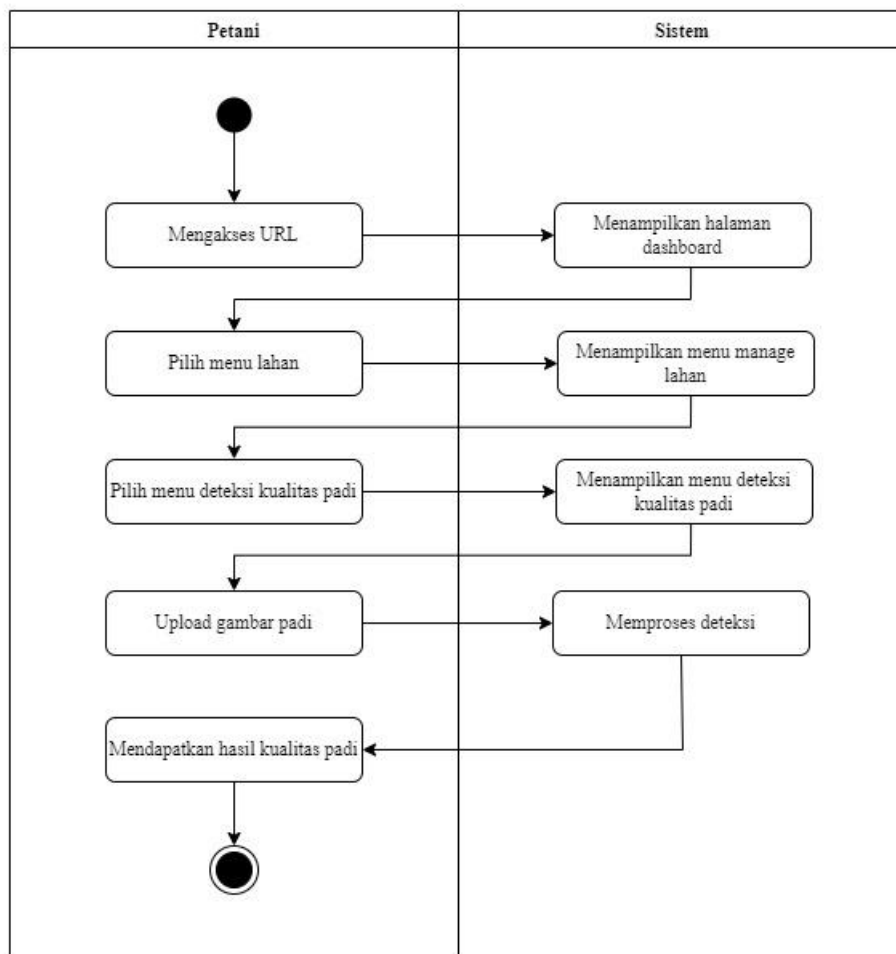 Petani
Sistem
Mengakses URL
Menampilkan halaman
dashboard
Pilih menu lahan
Menampilkan menu manage
lahan
Pilih menu deteksi kualitas padi
Menampilkan menu deteksi
kualitas padi
Upload gambar padi
Memproses deteksi
Mendapatkan hasil kualitas padi